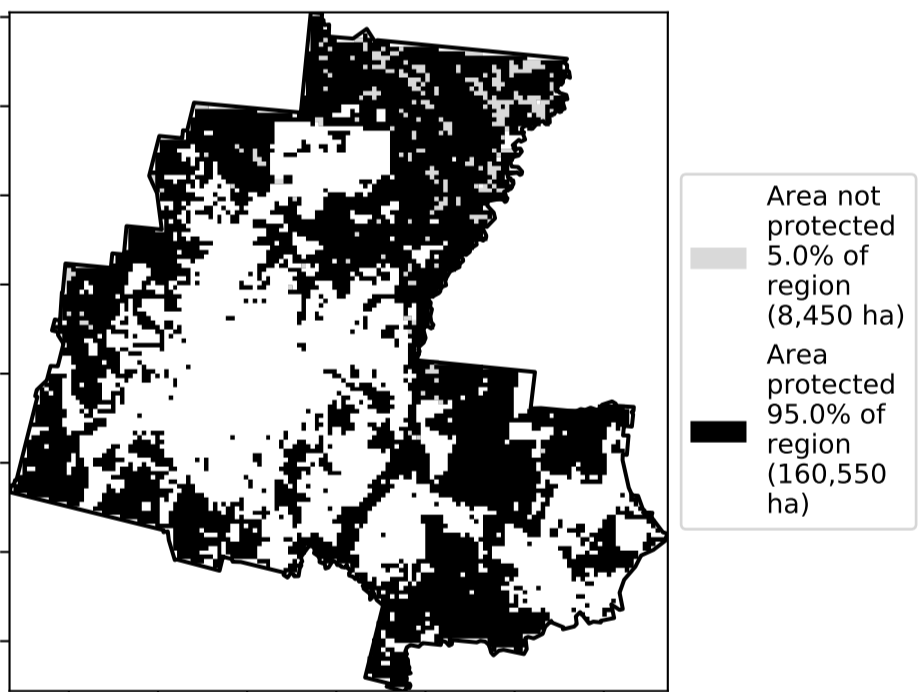 Area not
protected
5.0% of
region
(8,450 ha)
Area
protected
95.0% of
region
(160,550
ha)